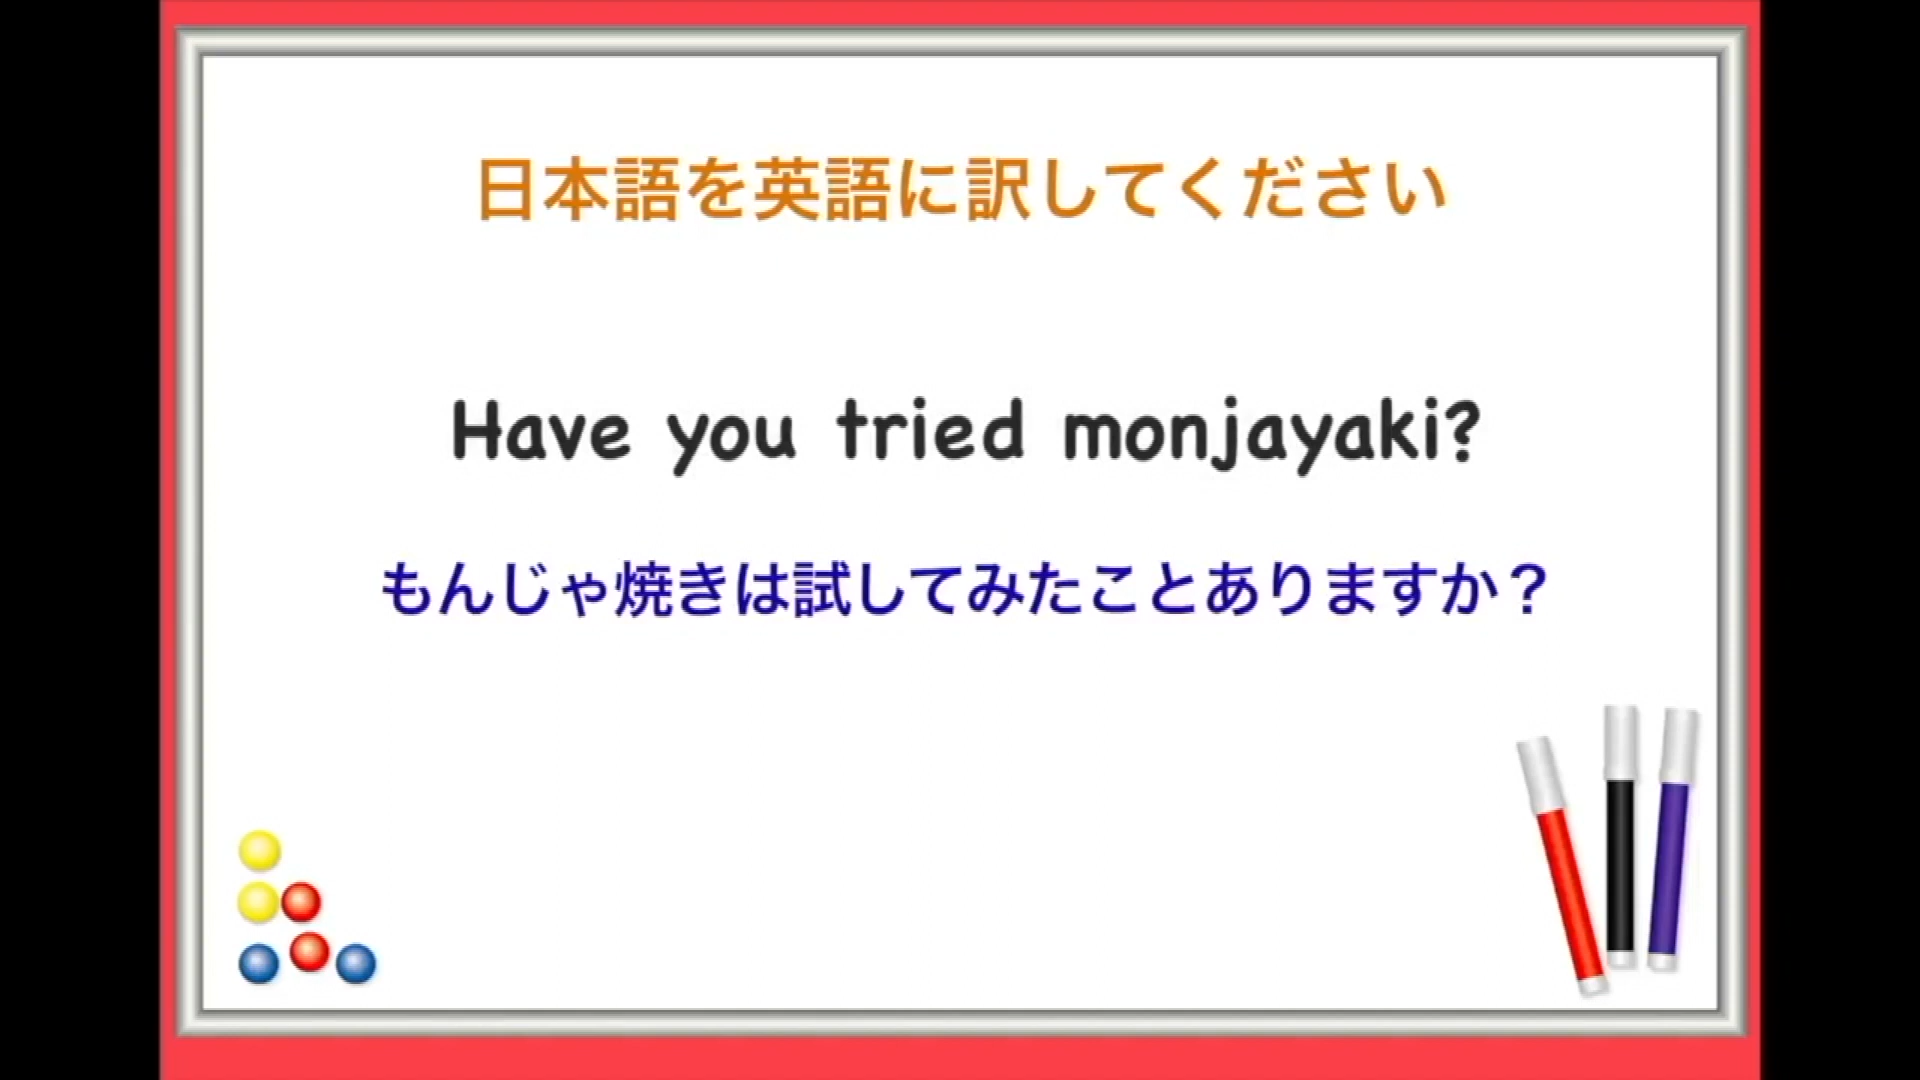 日本語を英語に訳してください
Have you tried monjayaki?
もんじゃ焼きは試してみたことありますか？